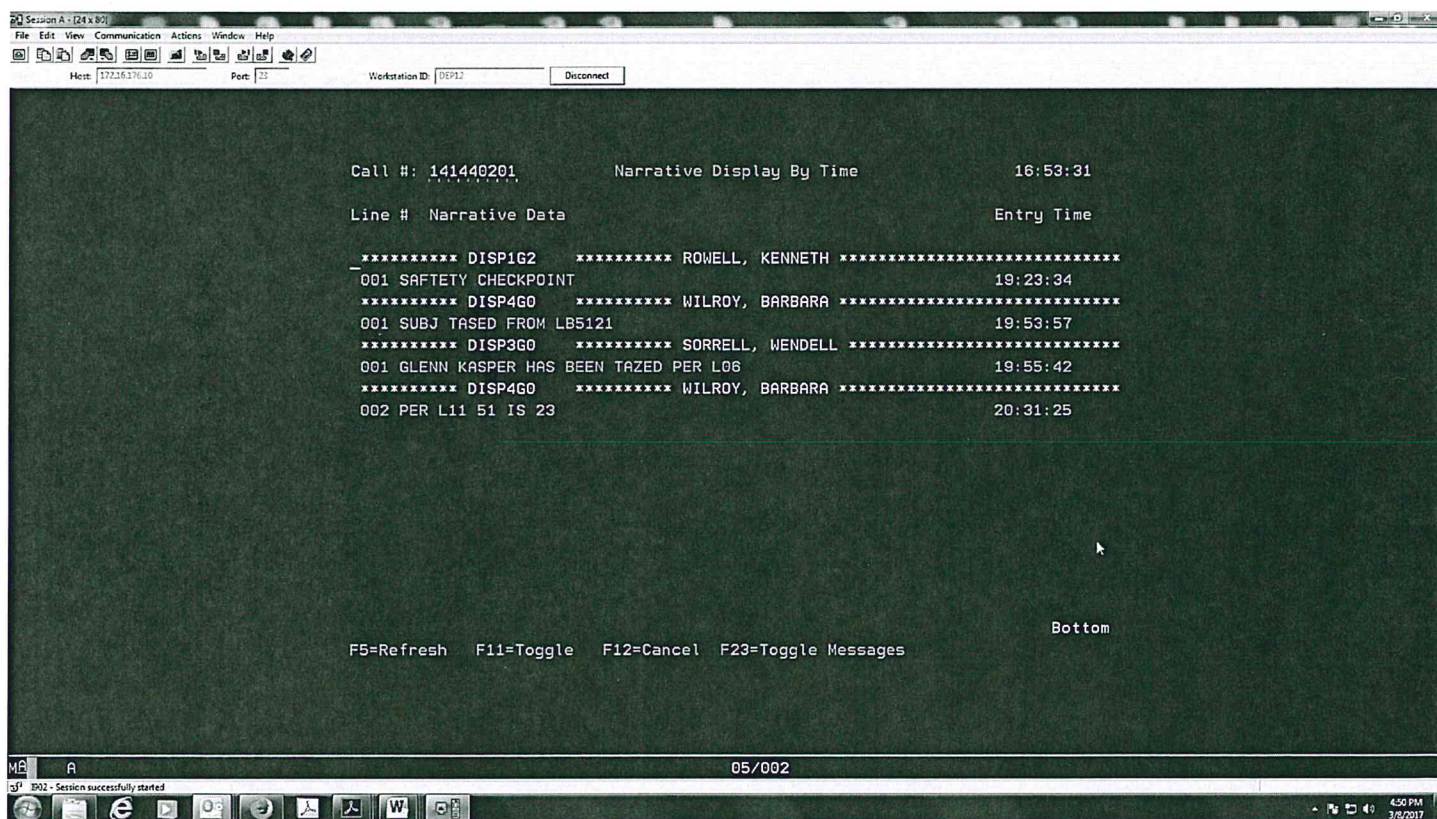 Session A - [24 x 80]
File Edit View Communication Actions Window Help
Host: 172.16.176.10 Port: 23 Workstation ID: DEP12 Disconnect
Call #: 141440201 Narrative Display By Time 16:53:31
Line # Narrative Data Entry Time
********** DISP1G2 ********** ROWELL, KENNETH *****************************
001 SAFTETY CHECKPOINT 19:23:34
********** DISP4G0 ********** WILROY, BARBARA *****************************
001 SUBJ TASED FROM LB5121 19:53:57
********** DISP3G0 ********** SORRELL, WENDELL ****************************
001 GLENN KASPER HAS BEEN TAZED PER L06 19:55:42
********** DISP4G0 ********** WILROY, BARBARA *****************************
002 PER L11 51 IS 23 20:31:25
Bottom
F5=Refresh F11=Toggle F12=Cancel F23=Toggle Messages
MA A 05/002
I902 - Session successfully started
4:50 PM
3/8/2017